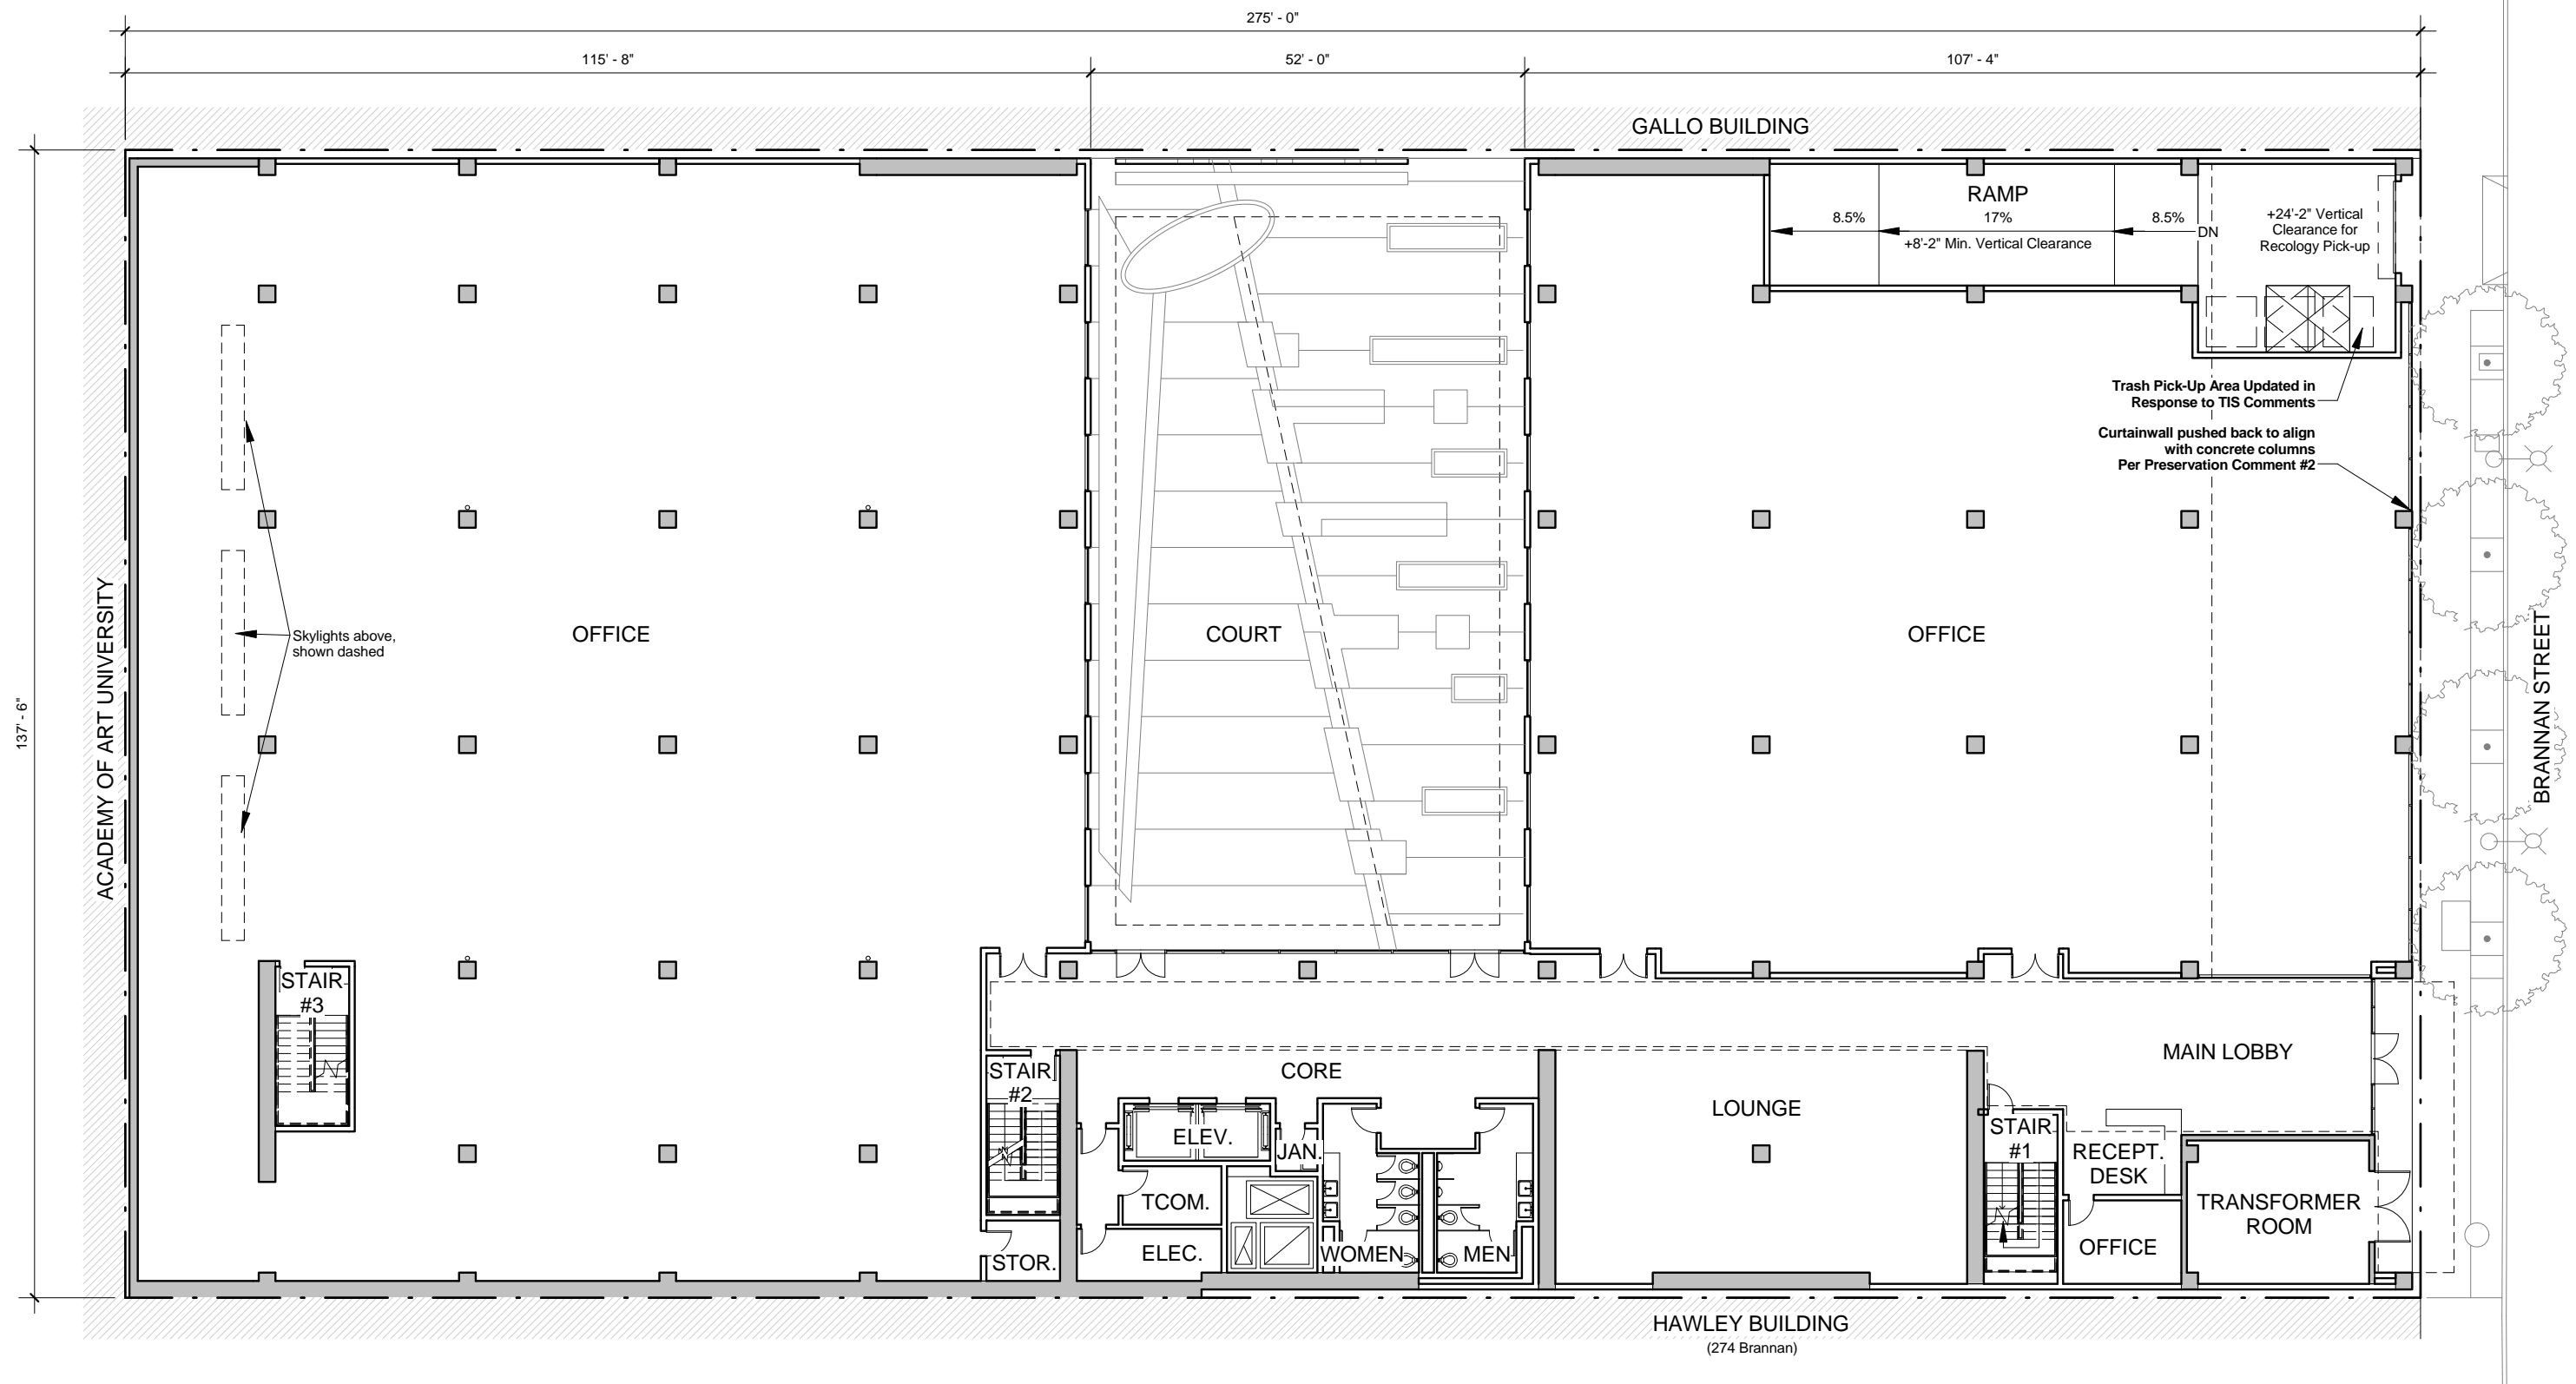 275' - 0"
115' - 8"
52' - 0"
107' - 4"
GALLO BUILDING
RAMP
8.5%
17%
8.5%
DN
+8'-2" Min. Vertical Clearance
+24'-2" Vertical
Clearance for
Recology Pick-up
Trash Pick-Up Area Updated in
Response to TIS Comments
Curtainwall pushed back to align
with concrete columns
Per Preservation Comment #2
137' - 6"
ACADEMY OF ART UNIVERSITY
Skylights above,
shown dashed
OFFICE
COURT
OFFICE
BRANNAN STREET
STAIR
#3
STAIR
#2
CORE
MAIN LOBBY
LOUNGE
ELEV.
JAN.
STAIR
#1
RECEPT.
DESK
TCOM.
TRANSFORMER
ROOM
STOR.
ELEC.
WOMEN
MEN
OFFICE
HAWLEY BUILDING
(274 Brannan)